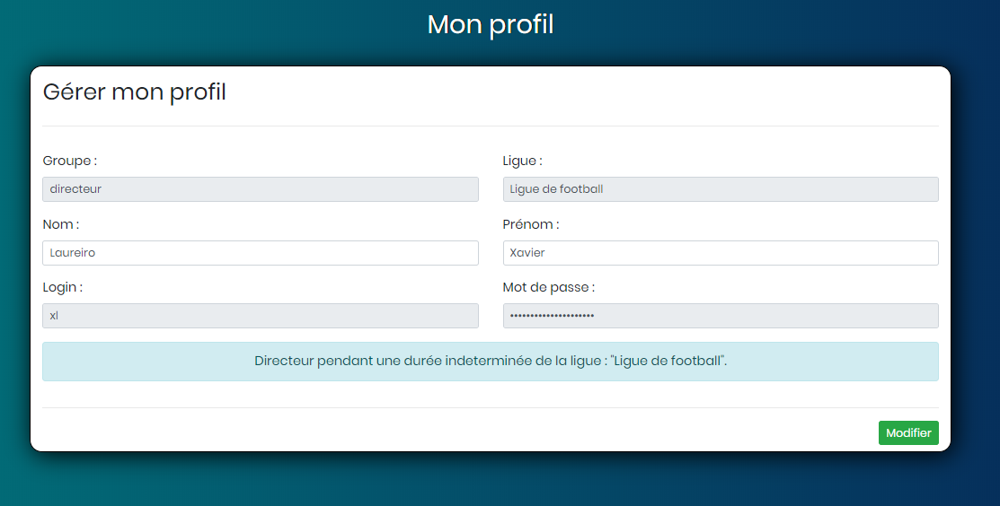 Mon profil
Gérer mon profil
Groupe :
directeur
Ligue :
Ligue de football
Nom :
Laureiro
Prénom :
Xavier
Login :
xl
Mot de passe :
•••••••••••••••••••••
Directeur pendant une durée indeterminée de la ligue : "Ligue de football".
Modifier